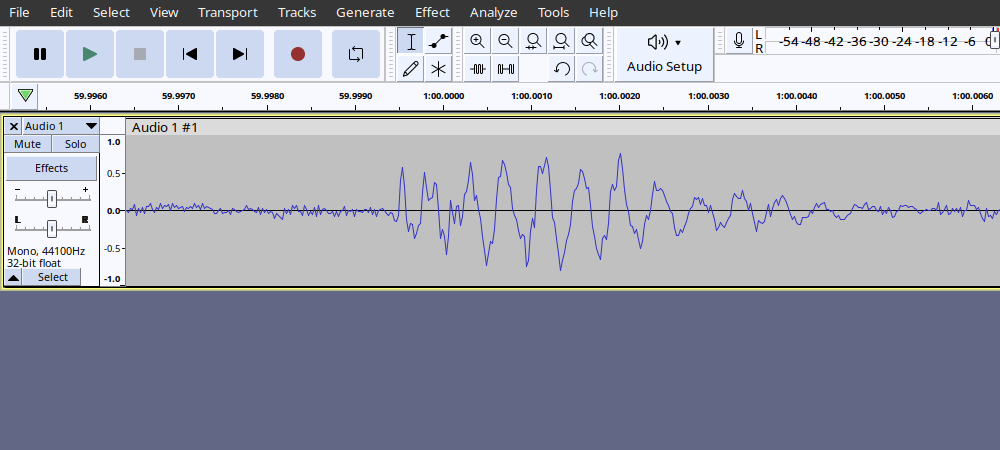 File Edit Select View Transport Tracks Generate Effect Analyze Tools Help
L -54 -48 -42 -36 -30 -24 -18 -12 -6
R
Audio Setup
59.9960 59.9970 59.9980 59.9990 1:00.0000 1:00.0010 1:00.0020 1:00.0030 1:00.0040 1:00.0050 1:00.0060
Audio 1
Audio 1 #1
Mute Solo
Effects
- +
L R
Mono, 44100Hz
32-bit float
Select
1.0
0.5
0.0
-0.5
-1.0